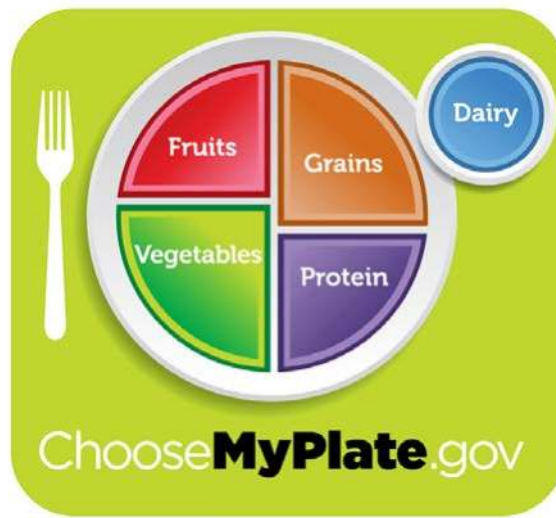 Dairy
Fruits
Grains
Vegetables
Protein
ChooseMyPlate.gov